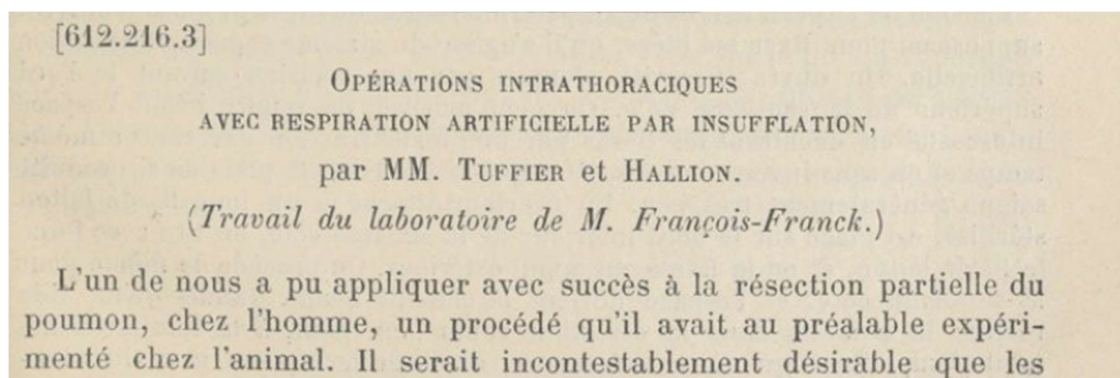 [612.216.3]
OPÉRATIONS INTRATHORACIQUES
AVEC RESPIRATION ARTIFICIELLE PAR INSUFFLATION,
par MM. TUFFIER et HALLION.
(Travail du laboratoire de M. François-Franck.)
L'un de nous a pu appliquer avec succès à la résection partielle du
poumon, chez l'homme, un procédé qu'il avait au préalable expéri-
menté chez l'animal. Il serait incontestablement désirable que les